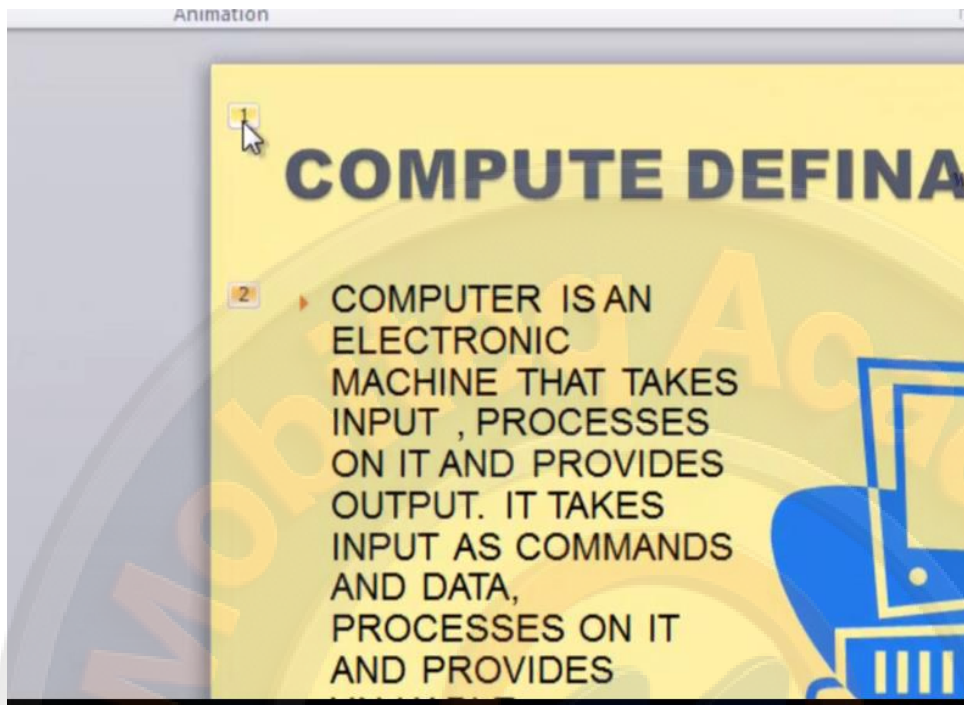 Animation
1
COMPUTE DEFINA
2
COMPUTER IS AN
ELECTRONIC
MACHINE THAT TAKES
INPUT , PROCESSES
ON IT AND PROVIDES
OUTPUT. IT TAKES
INPUT AS COMMANDS
AND DATA,
PROCESSES ON IT
AND PROVIDES